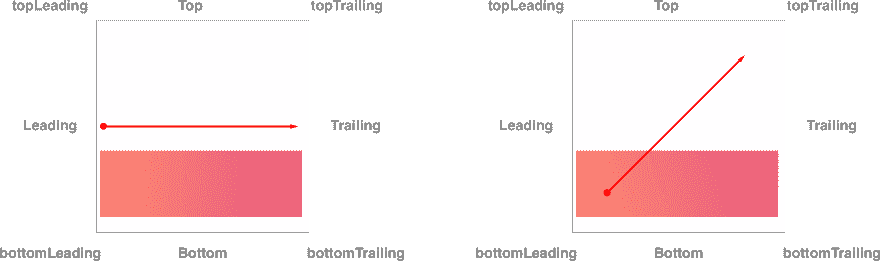 topLeading Top topTrailing topLeading Top topTrailing
Leading Trailing Leading Trailing
bottomLeading Bottom bottomTrailing bottomLeading Bottom bottomTrailing